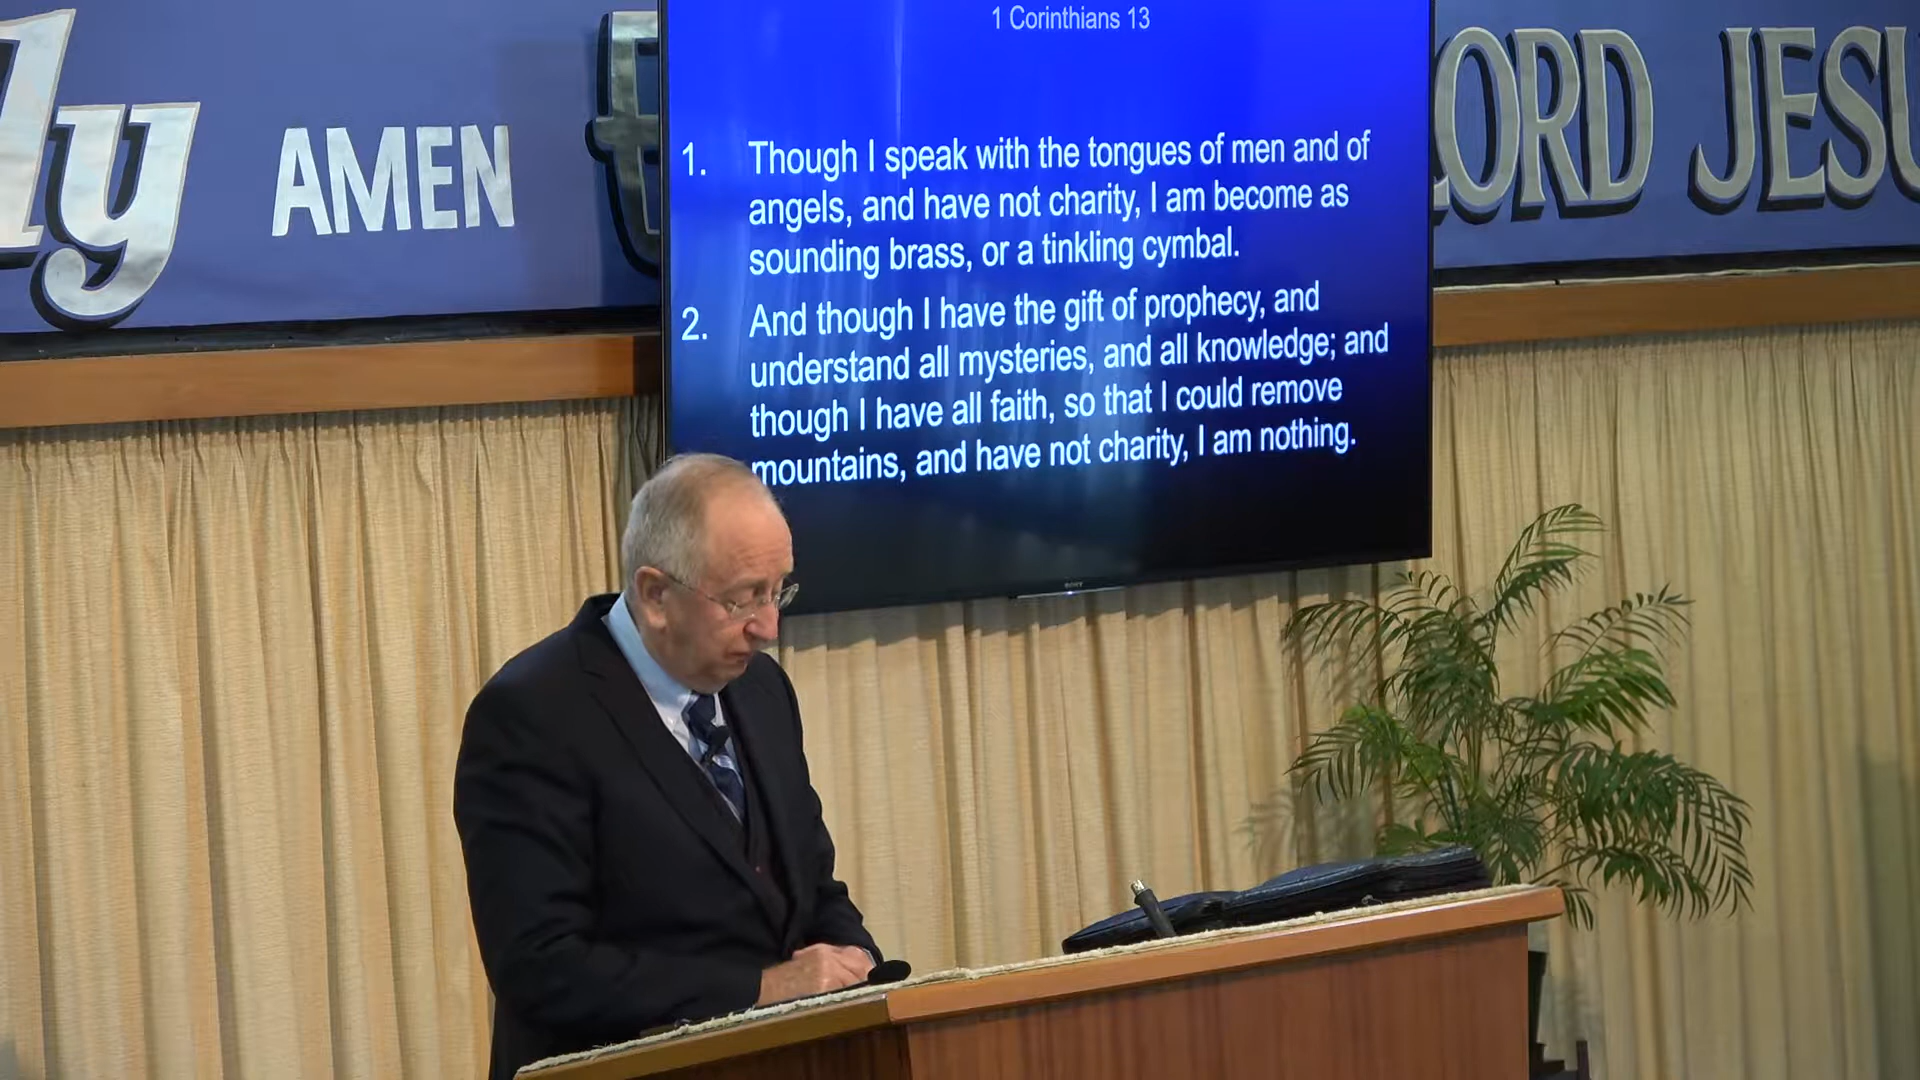 1 Corinthians 13
ly AMEN
ORD JESU
1. Though I speak with the tongues of men and of
angels, and have not charity, I am become as
sounding brass, or a tinkling cymbal.
2. And though I have the gift of prophecy, and
understand all mysteries, and all knowledge; and
though I have all faith, so that I could remove
mountains, and have not charity, I am nothing.
SONY